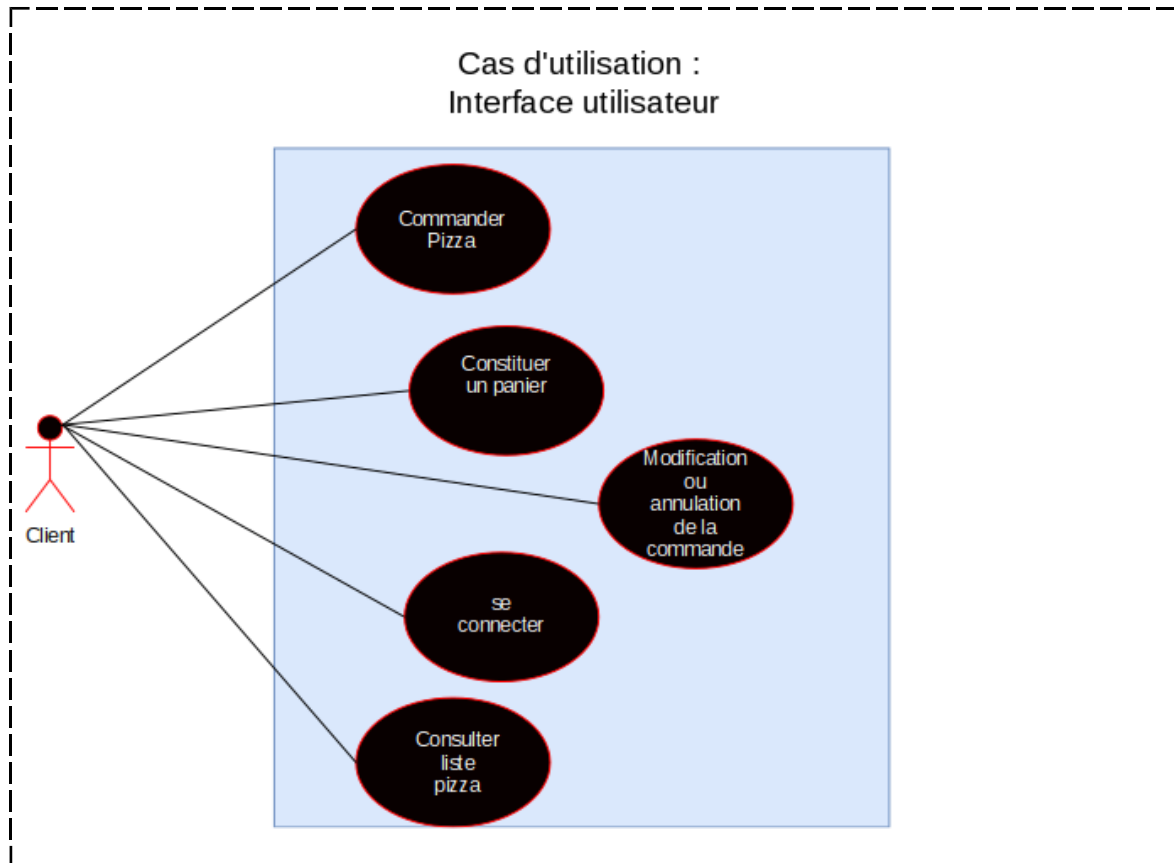 Cas d'utilisation :
Interface utilisateur
Commander
Pizza
Constituer
un panier
Modification
ou
annulation
de la
commande
Client
se
connecter
Consulter
liste
pizza